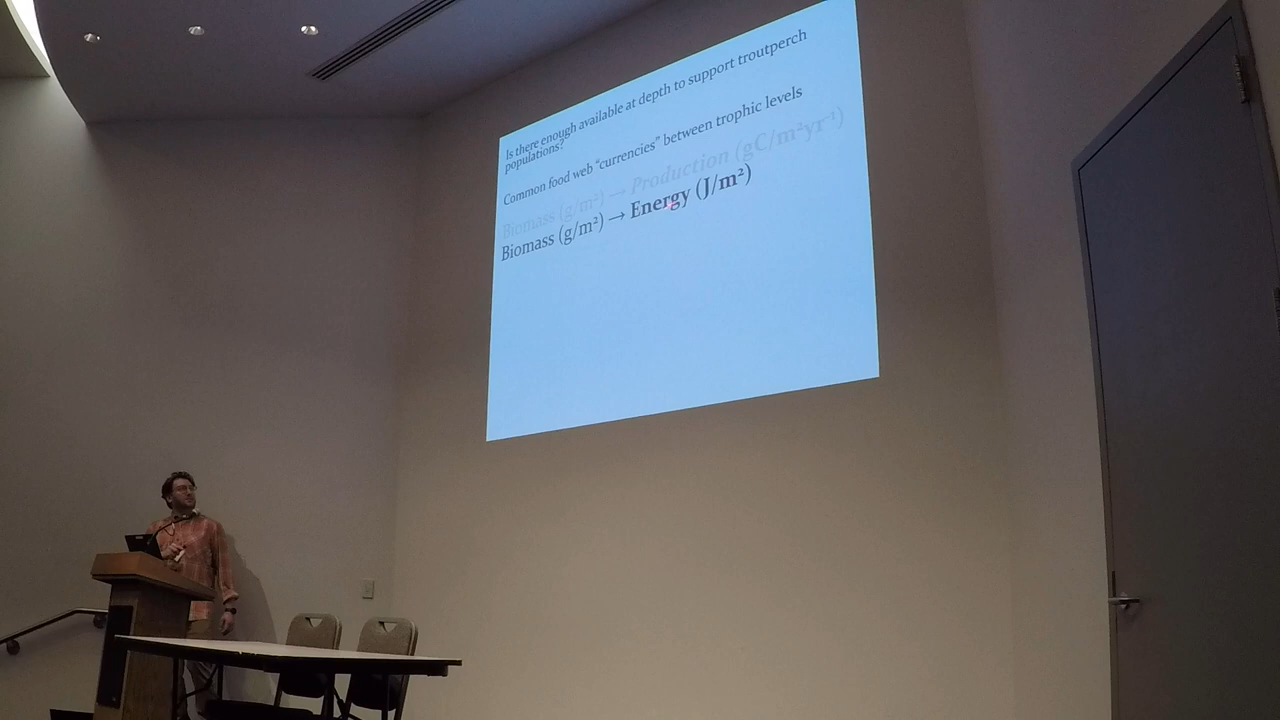 Is there enough available at depth to support troutperch
populations?
Common food web “currencies” between trophic levels
Biomass (g/m²) → Production (gC/m²yr⁻¹)
Biomass (g/m²) → Energy (J/m²)